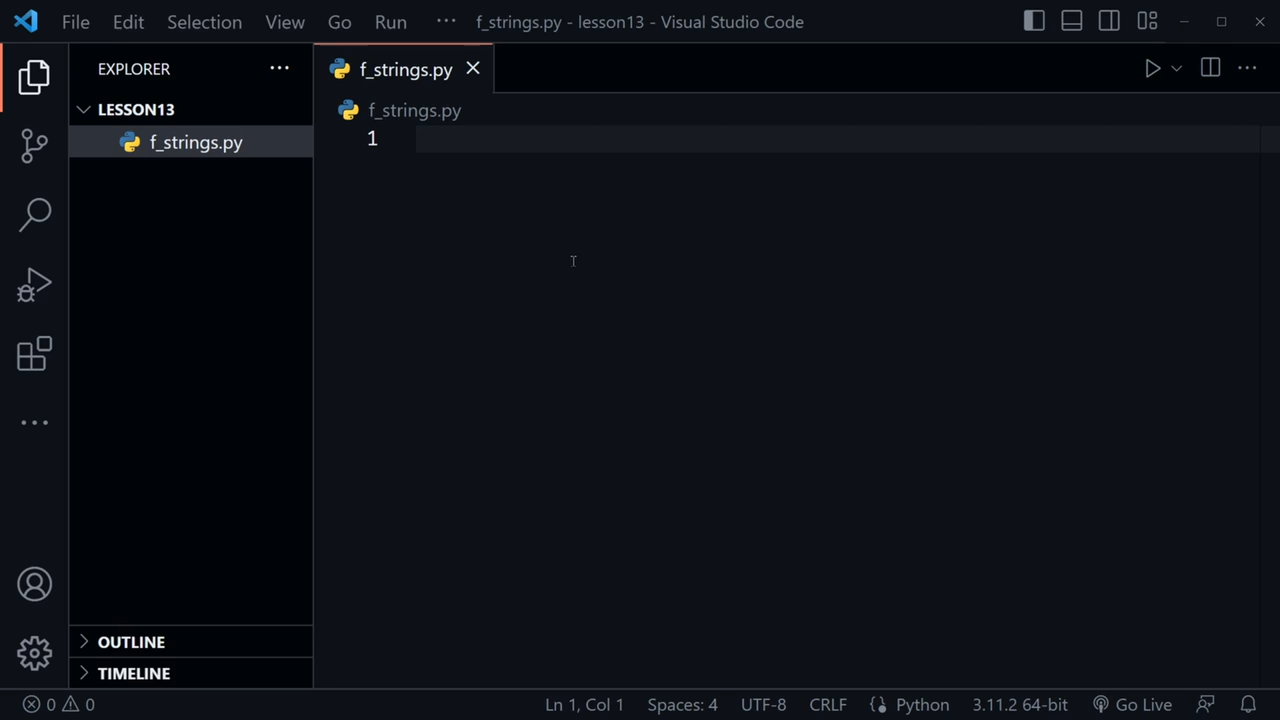 File Edit Selection View Go Run ··· f_strings.py - lesson13 - Visual Studio Code
EXPLORER ···
LESSON13
f_strings.py
OUTLINE
TIMELINE
f_strings.py
f_strings.py
1
0 0 Ln 1, Col 1 Spaces: 4 UTF-8 CRLF Python 3.11.2 64-bit Go Live